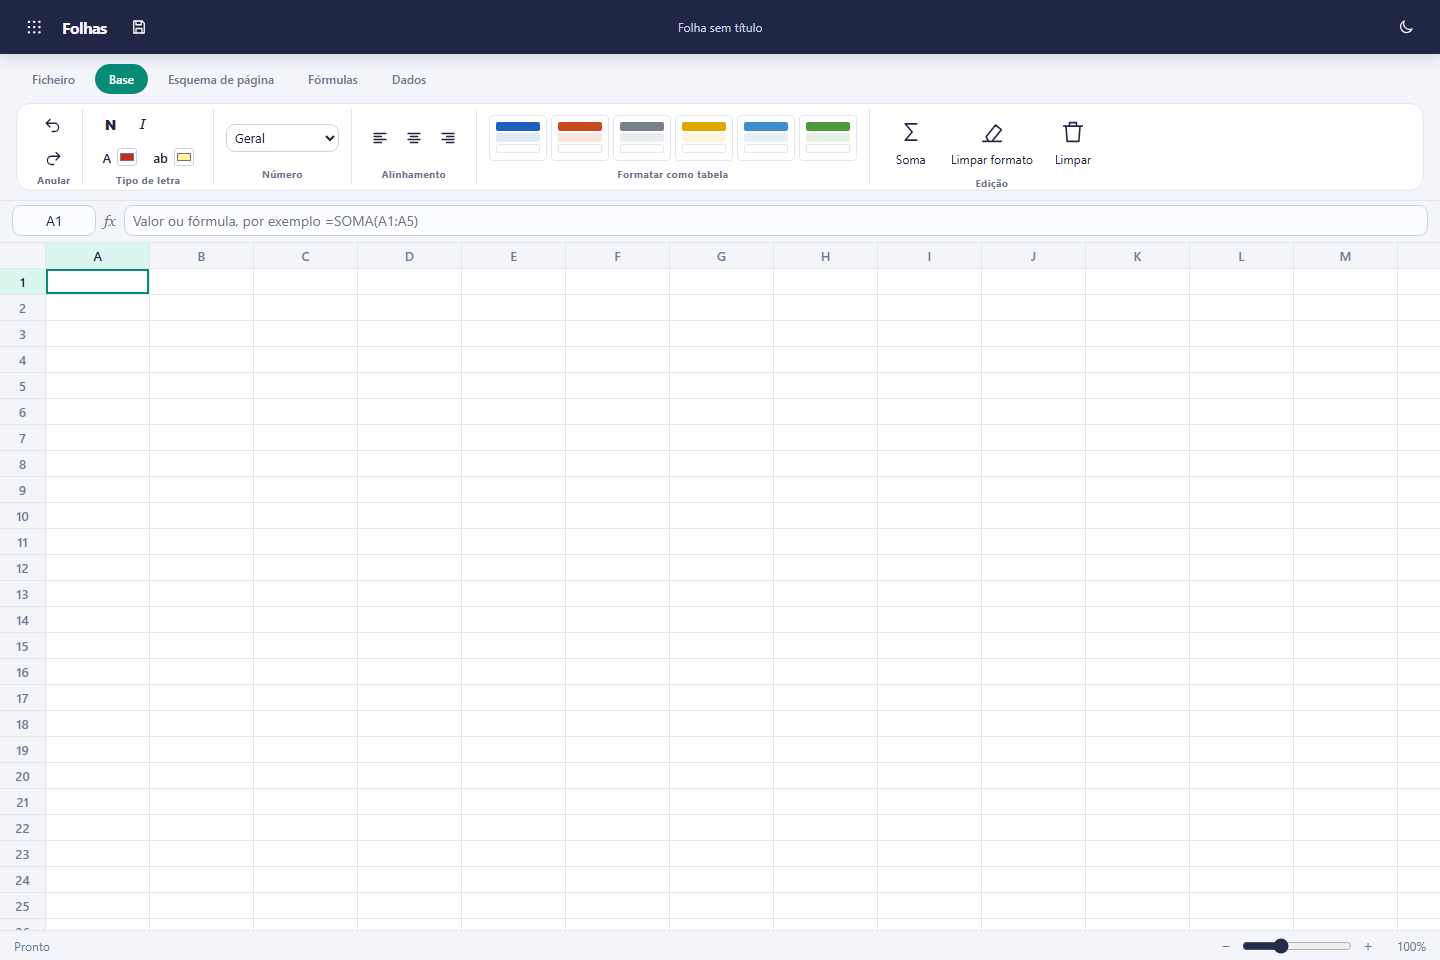 Folhas
Folha sem título
Ficheiro
Base
Esquema de página
Fórmulas
Dados
N I
A ab
Anular
Tipo de letra
Geral
Número
Alinhamento
Formatar como tabela
Soma
Limpar formato
Limpar
Edição
A1
fx
Valor ou fórmula, por exemplo =SOMA(A1:A5)
A B C D E F G H I J K L M
1
2
3
4
5
6
7
8
9
10
11
12
13
14
15
16
17
18
19
20
21
22
23
24
25
Pronto
− + 100%